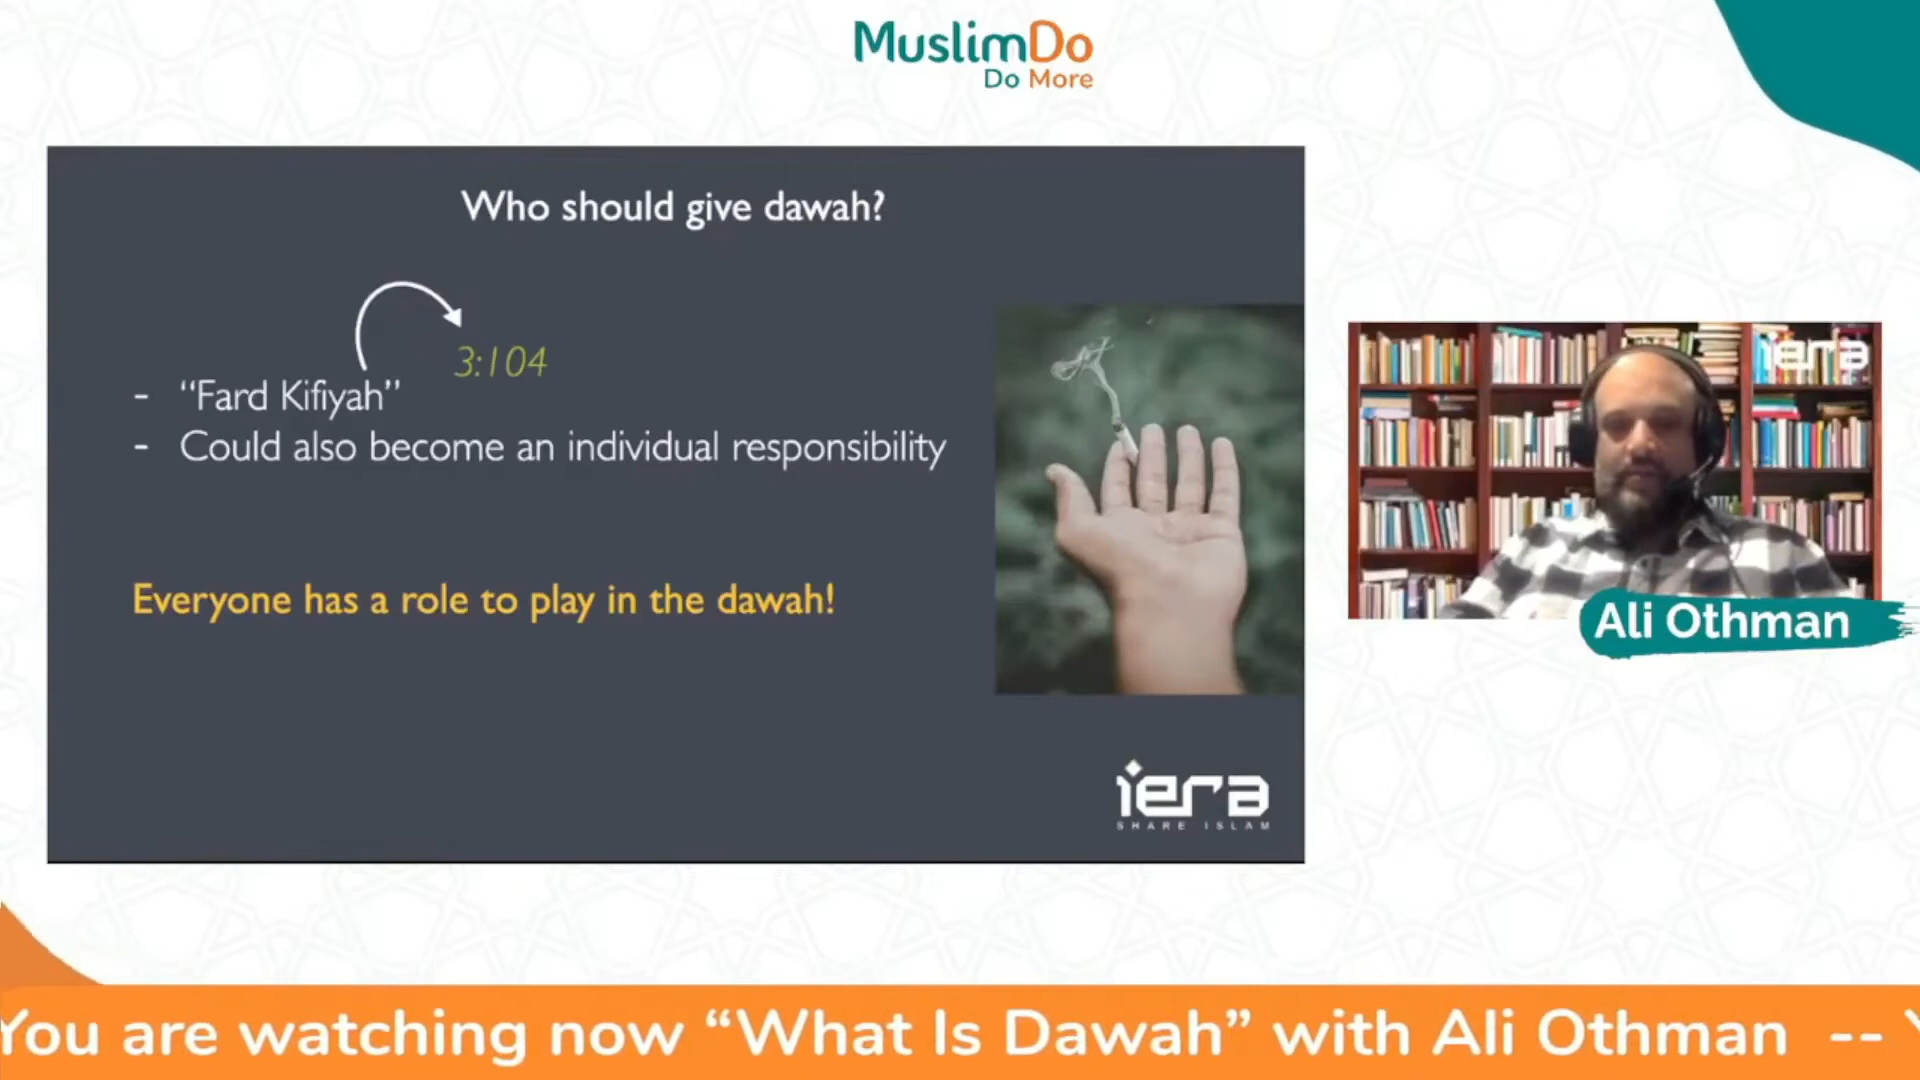 MuslimDo
Do More
Who should give dawah?
3:104
- “Fard Kifiyah”
- Could also become an individual responsibility
Everyone has a role to play in the dawah!
iera
SHARE ISLAM
iera
Ali Othman
You are watching now “What Is Dawah” with Ali Othman --